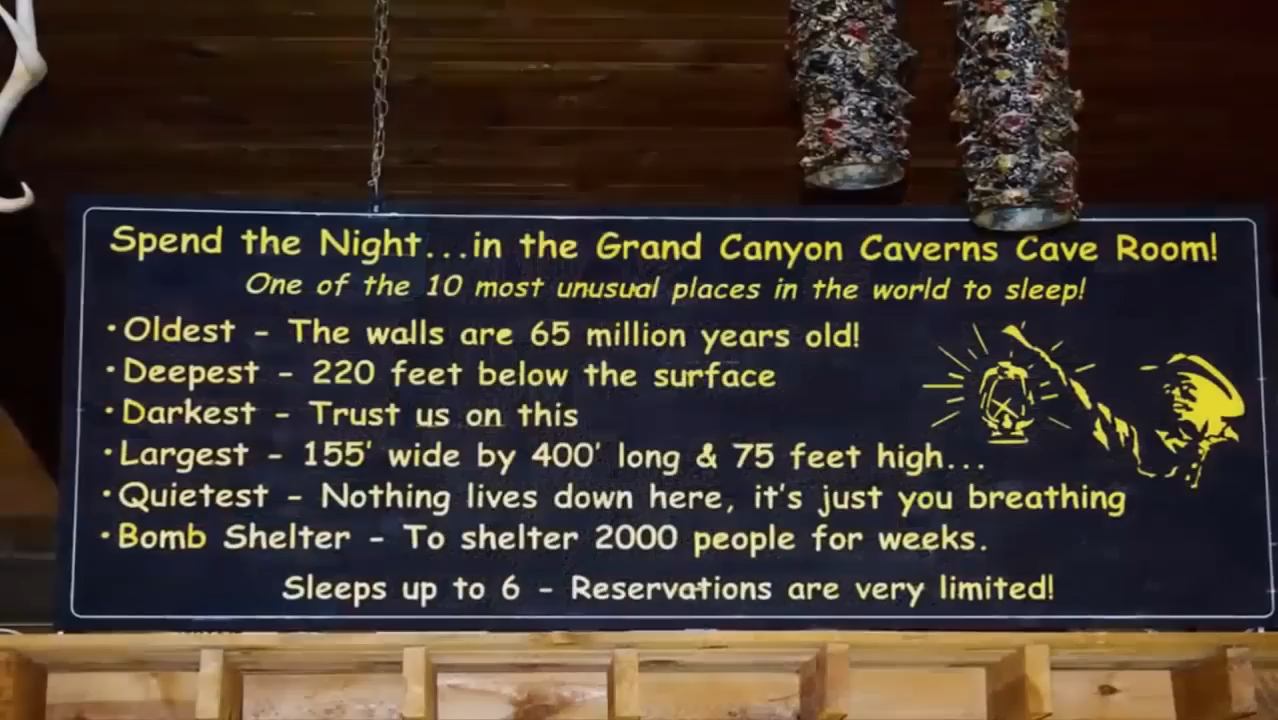 Spend the Night...in the Grand Canyon Caverns Cave Room!
One of the 10 most unusual places in the world to sleep!
• Oldest - The walls are 65 million years old!
• Deepest - 220 feet below the surface
• Darkest - Trust us on this
• Largest - 155' wide by 400' long & 75 feet high...
• Quietest - Nothing lives down here, it's just you breathing
• Bomb Shelter - To shelter 2000 people for weeks.
Sleeps up to 6 - Reservations are very limited!